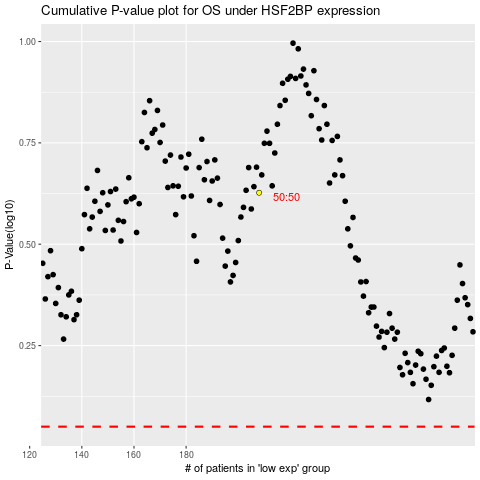 Cumulative P-value plot for OS under HSF2BP expression
P-Value(log10)
1.00
0.75
0.50
0.25
50:50
120 140 160 180
# of patients in 'low exp' group